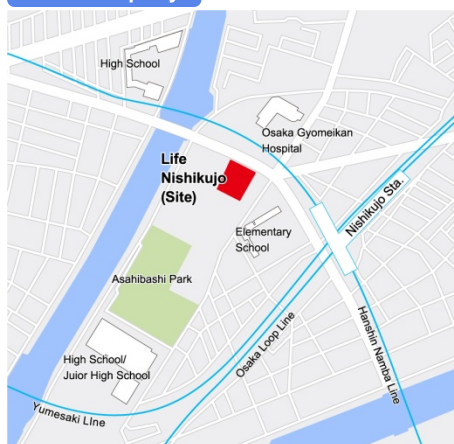 High School
Osaka Gyomeikan
Hospital
Life
Nishikujo
(Site)
Nishikujo Sta.
Elementary
School
Asahibashi Park
Osaka Loop Line
Hanshin Namba Line
High School/
Juior High School
Yumesaki LIne